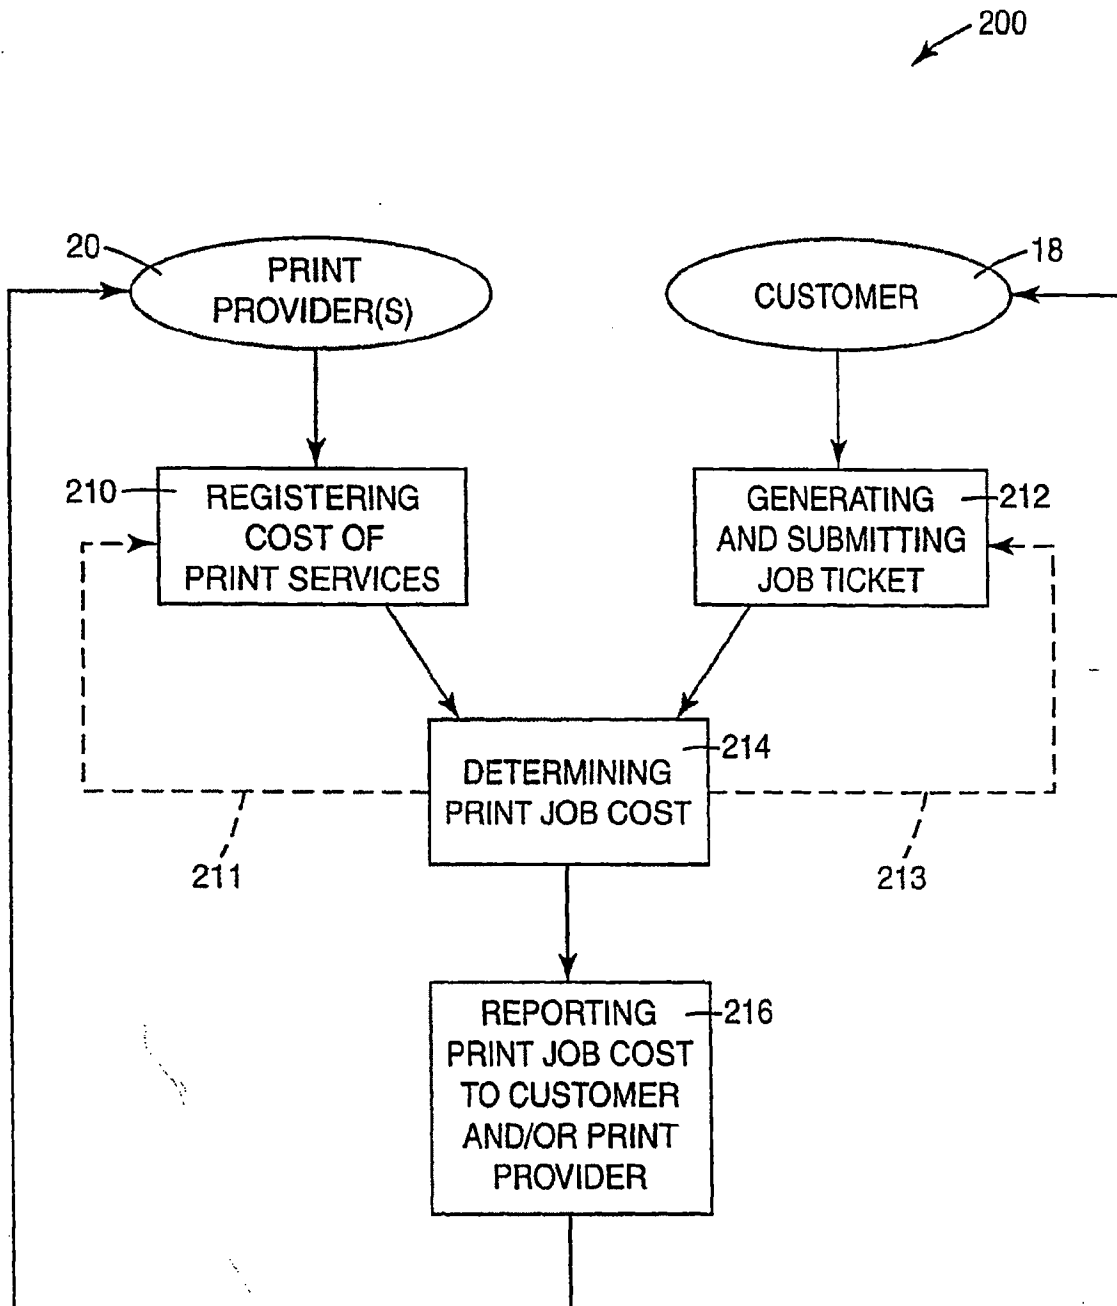 200
20
PRINT
PROVIDER(S)
18
CUSTOMER
210
REGISTERING
COST OF
PRINT SERVICES
GENERATING
AND SUBMITTING
JOB TICKET
212
214
DETERMINING
PRINT JOB COST
211
213
REPORTING
PRINT JOB COST
TO CUSTOMER
AND/OR PRINT
PROVIDER
216